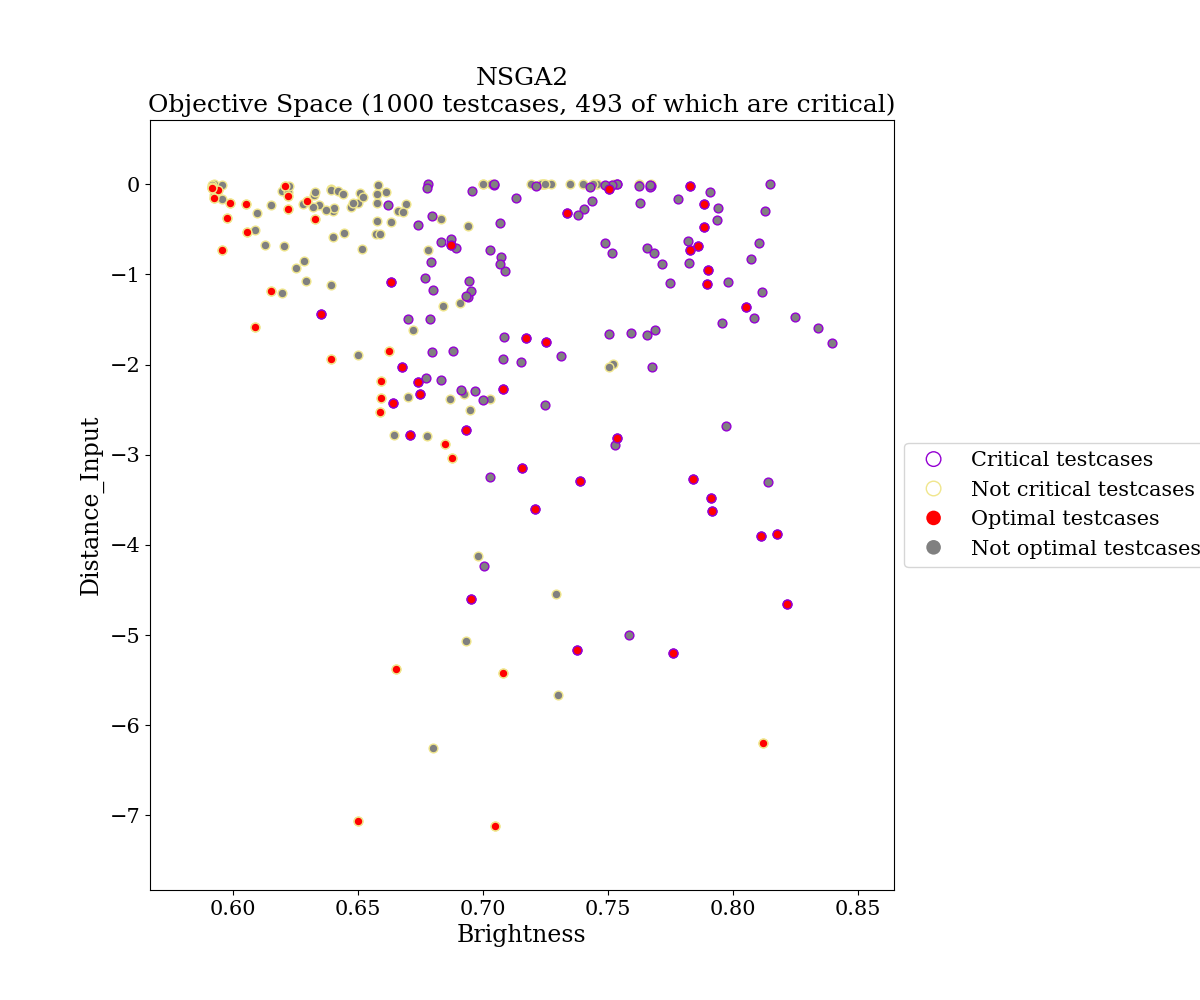 NSGA2
Objective Space (1000 testcases, 493 of which are critical)
0
−1
−2
−3
−4
−5
−6
−7
Distance_Input
0.60 0.65 0.70 0.75 0.80 0.85
Brightness
Critical testcases
Not critical testcases
Optimal testcases
Not optimal testcases